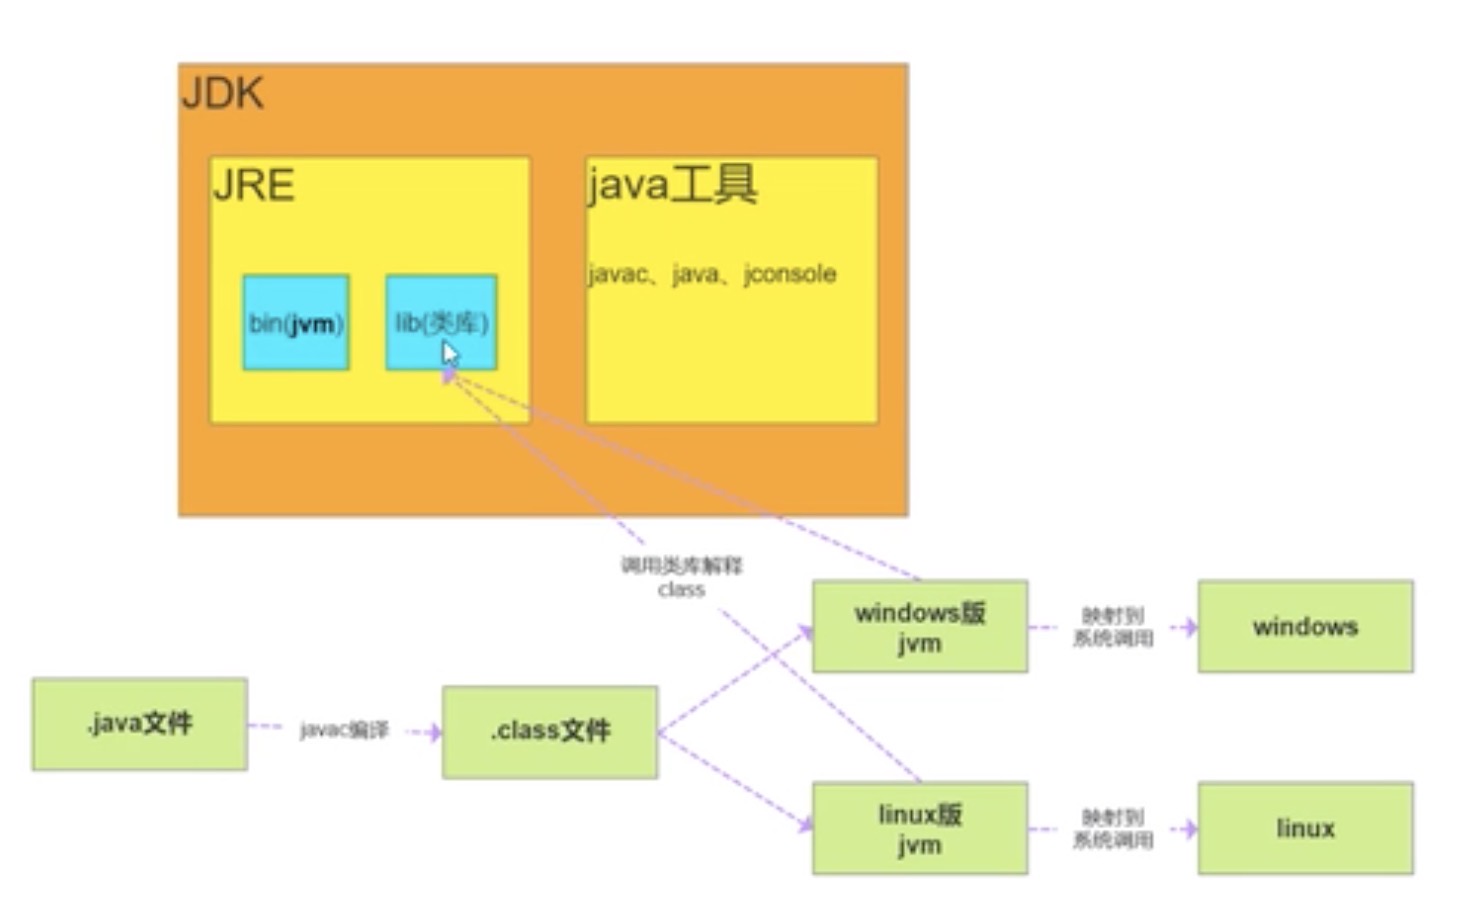 JDK
JRE
java工具
javac、java、jconsole
bin(jvm)
lib(类库)
调用类库解释
class
windows版
jvm
映射到
系统调用
windows
.java文件
javac编译
.class文件
linux版
jvm
映射到
系统调用
linux